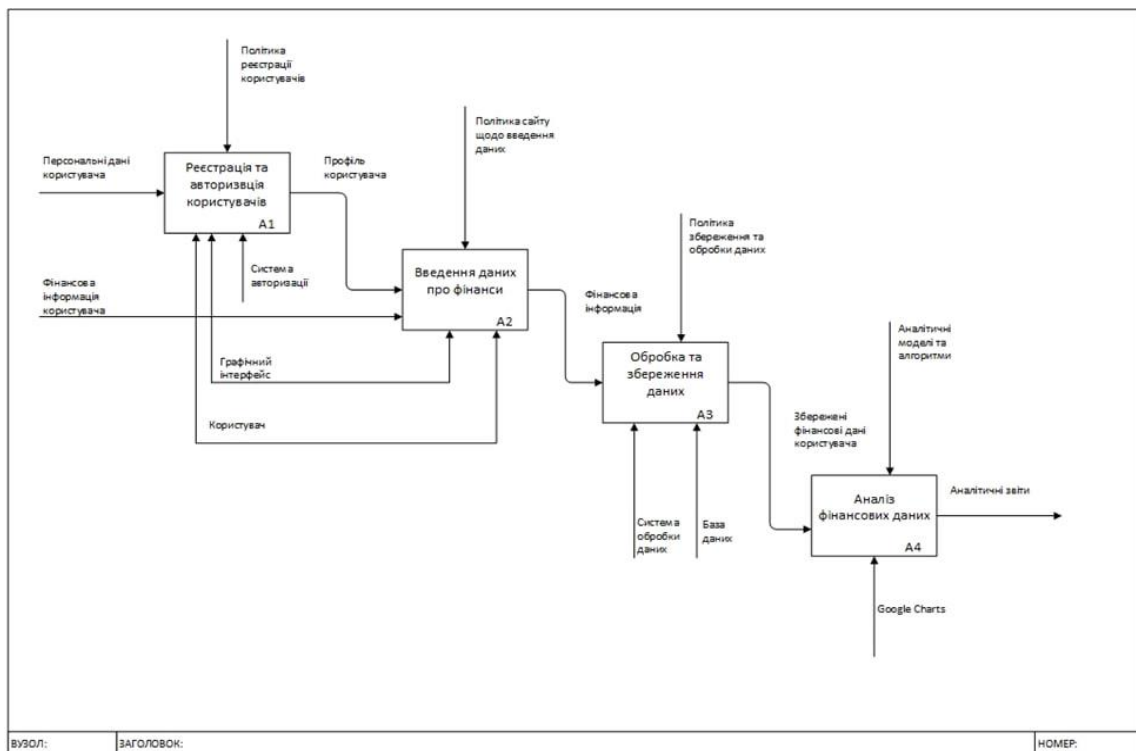 Політика
реєстрації
користувачів
Політика сайту
щодо введення
даних
Персональні дані
користувача
Реєстрація та
авторизвція
користувачів
A1
Профіль
користувача
Політика
збереження та
обробки даних
Система
авторизації
Введення даних
про фінанси
A2
Фінансова
інформація
користувача
Фінансова
інформація
Аналітичні
моделі та
алгоритми
Графічний
інтерфейс
Обробка та
збереження
даних
A3
Користувач
Збережені
фінансові дані
користувача
Аналіз
фінансових даних
A4
Аналітичні звіти
Система
обробки
даних
База
даних
Google Charts
ВУЗОЛ:
ЗАГОЛОВОК:
НОМЕР: